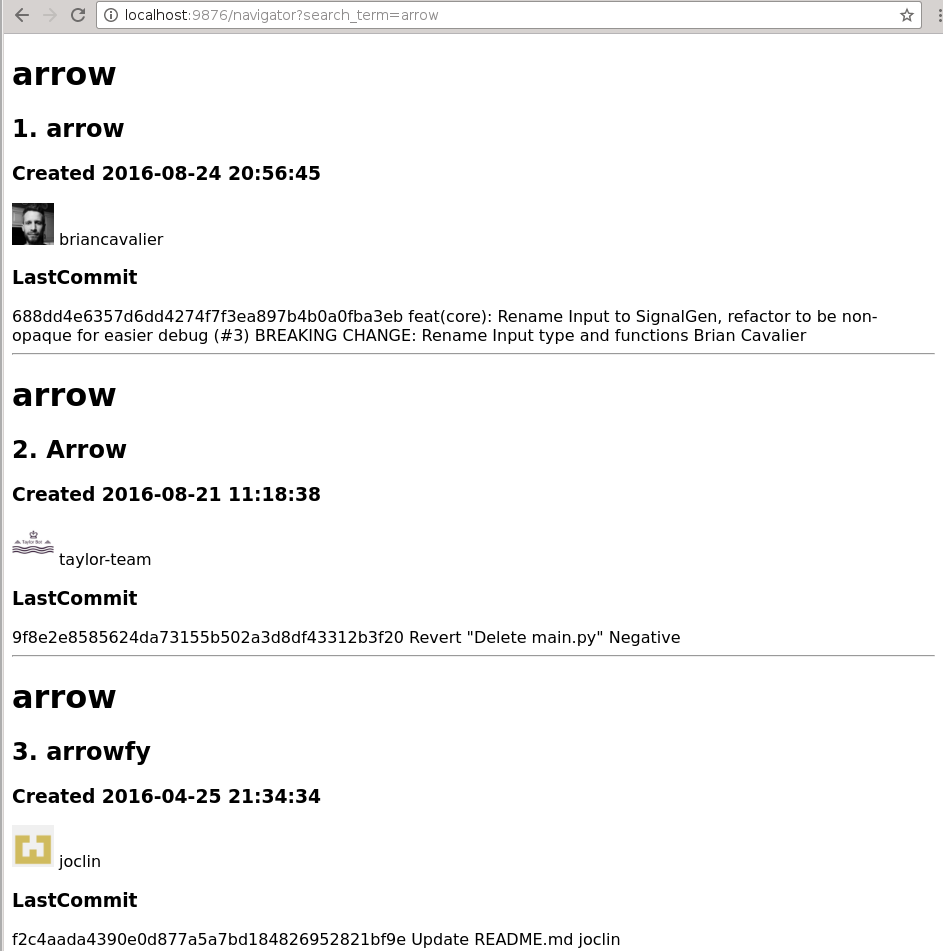 localhost:9876/navigator?search_term=arrow
arrow
1. arrow
Created 2016-08-24 20:56:45
briancavalier
LastCommit
688dd4e6357d6dd4274f7f3ea897b4b0a0fba3eb feat(core): Rename Input to SignalGen, refactor to be non-
opaque for easier debug (#3) BREAKING CHANGE: Rename Input type and functions Brian Cavalier
arrow
2. Arrow
Created 2016-08-21 11:18:38
Taylor Bot
taylor-team
LastCommit
9f8e2e8585624da73155b502a3d8df43312b3f20 Revert "Delete main.py" Negative
arrow
3. arrowfy
Created 2016-04-25 21:34:34
joclin
LastCommit
f2c4aada4390e0d877a5a7bd184826952821bf9e Update README.md joclin